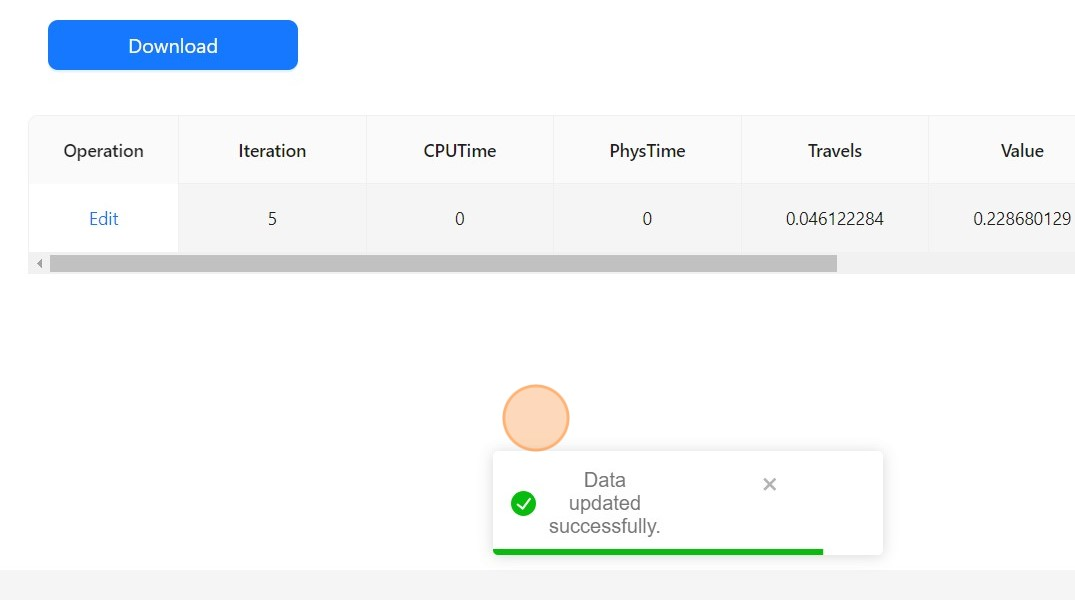 Download
Operation Iteration CPUTime PhysTime Travels Value
Edit 5 0 0 0.046122284 0.228680129
Data
updated
successfully.